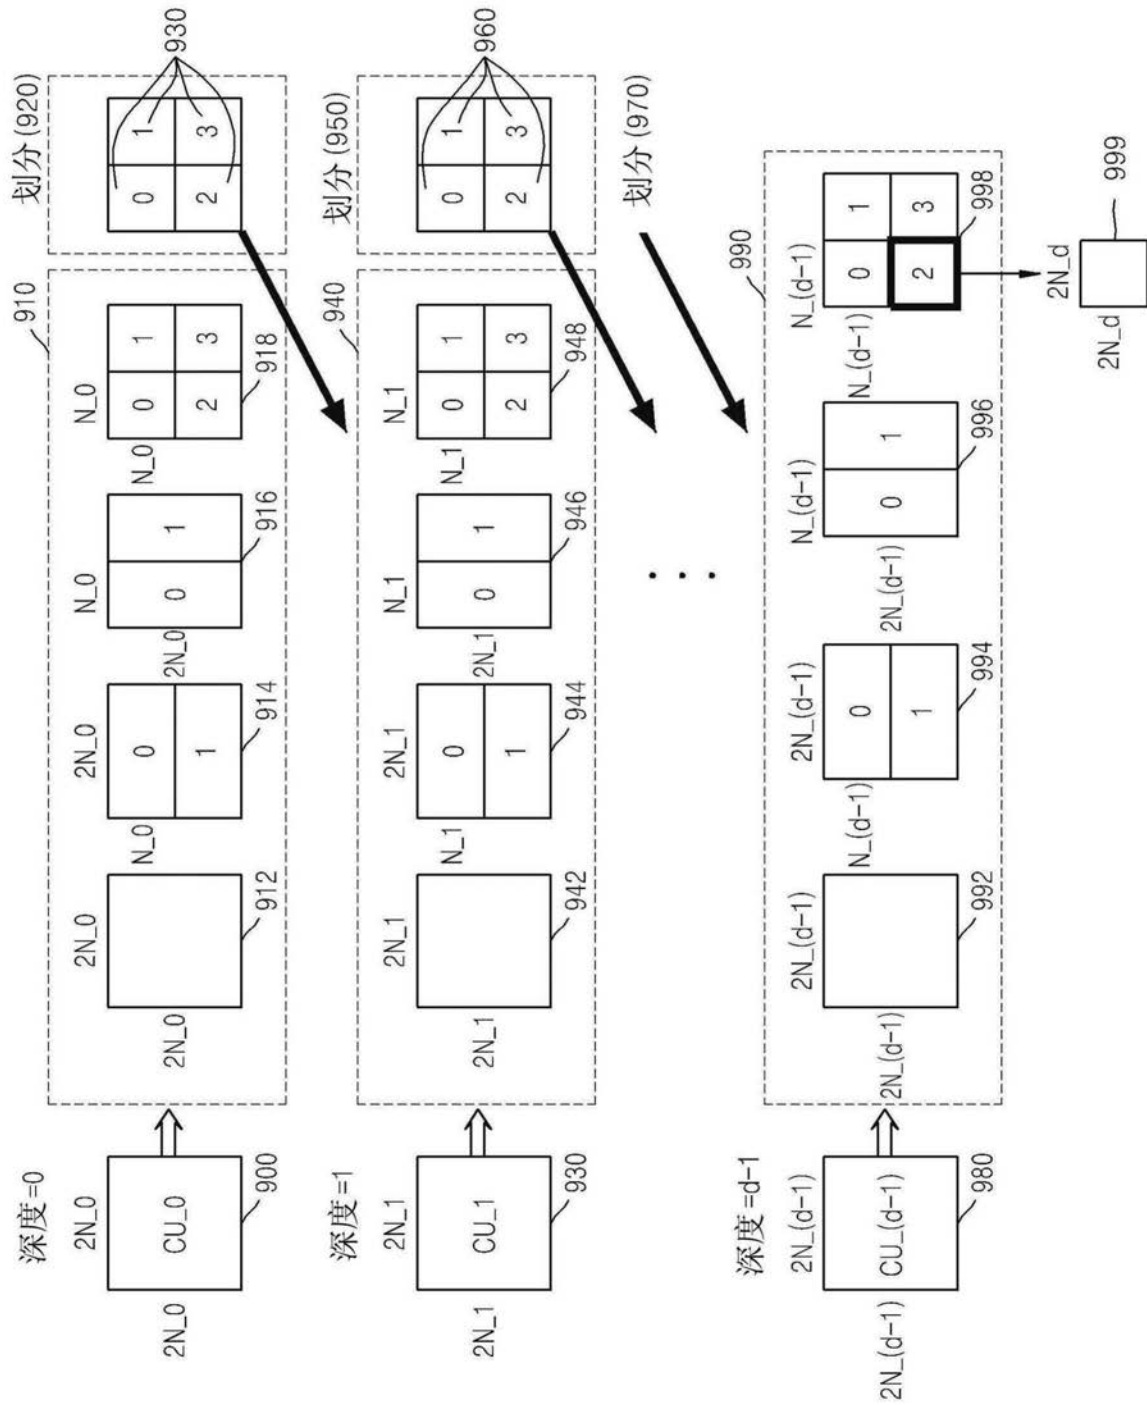 深度=0
划分(920)
2N_0
2N_0
2N_0
N_0
N_0
910
2N_0
CU_0
900
2N_0
912
N_0
0
1
914
2N_0
0
1
916
N_0
0
1
2
3
918
0
1
2
3
930
深度=1
划分(950)
2N_1
2N_1
2N_1
N_1
N_1
940
2N_1
CU_1
930
2N_1
942
N_1
0
1
944
2N_1
0
1
946
N_1
0
1
2
3
948
0
1
2
3
960
划分(970)
深度=d-1
2N_(d-1)
2N_(d-1)
2N_(d-1)
N_(d-1)
N_(d-1)
990
2N_(d-1)
CU_(d-1)
980
2N_(d-1)
992
N_(d-1)
0
1
994
2N_(d-1)
0
1
996
N_(d-1)
0
1
2
3
998
2N_d
2N_d
999